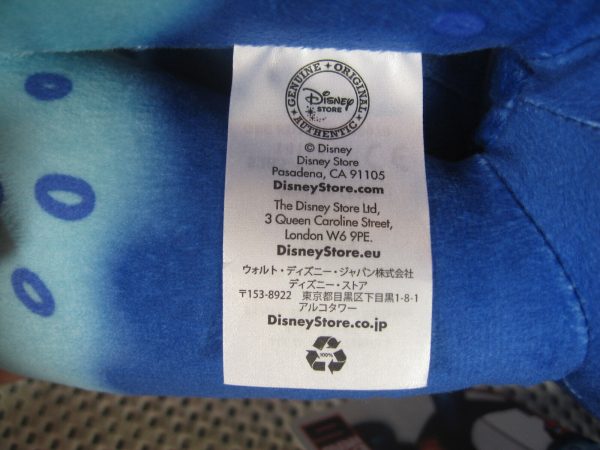 GENUINE • ORIGINAL • AUTHENTIC
Disney
STORE
© Disney
Disney Store
Pasadena, CA 91105
DisneyStore.com
The Disney Store Ltd,
3 Queen Caroline Street,
London W6 9PE.
DisneyStore.eu
ウォルト・ディズニー・ジャパン株式会社
ディズニー・ストア
〒153-8922 東京都目黒区下目黒1-8-1
アルコタワー
DisneyStore.co.jp
100%